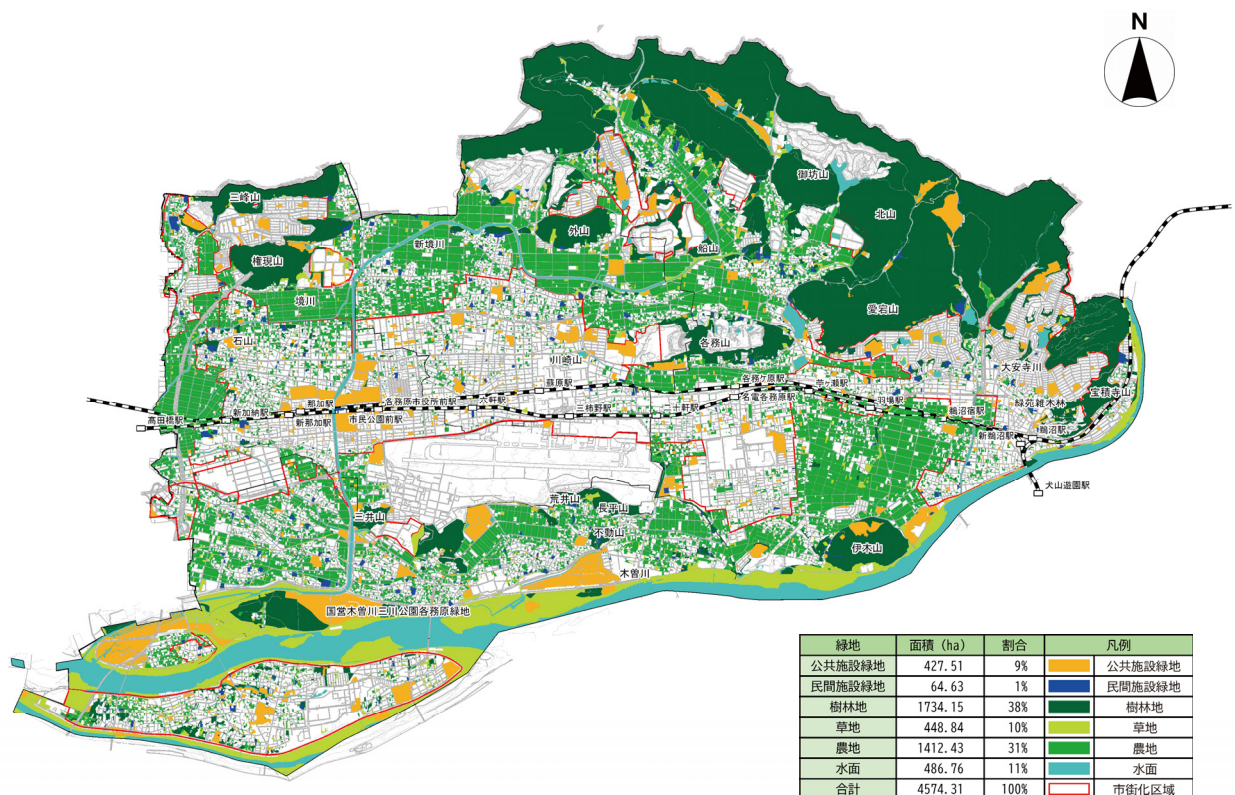 N
御坊山
三峰山
北山
外山
新境川
船山
権現山
境川
愛宕山
石山
各務山
川崎山
大安寺川
蘇原駅
各務ケ原駅
苧ヶ瀬駅
宝積寺山
那加駅
各務原市役所前駅
六軒駅
名電各務原駅
羽場駅
緑苑雑木林
新加納駅
三柿野駅
二十軒駅
鵜沼宿駅
高田橋駅
新那加駅
市民公園前駅
新鵜沼駅
鵜沼駅
犬山遊園駅
荒井山
長平山
三井山
不動山
伊木山
木曽川
国営木曽川三川公園各務原緑地
緑地 面積（ha） 割合 凡例
公共施設緑地 427.51 9% 公共施設緑地
民間施設緑地 64.63 1% 民間施設緑地
樹林地 1734.15 38% 樹林地
草地 448.84 10% 草地
農地 1412.43 31% 農地
水面 486.76 11% 水面
合計 4574.31 100% 市街化区域